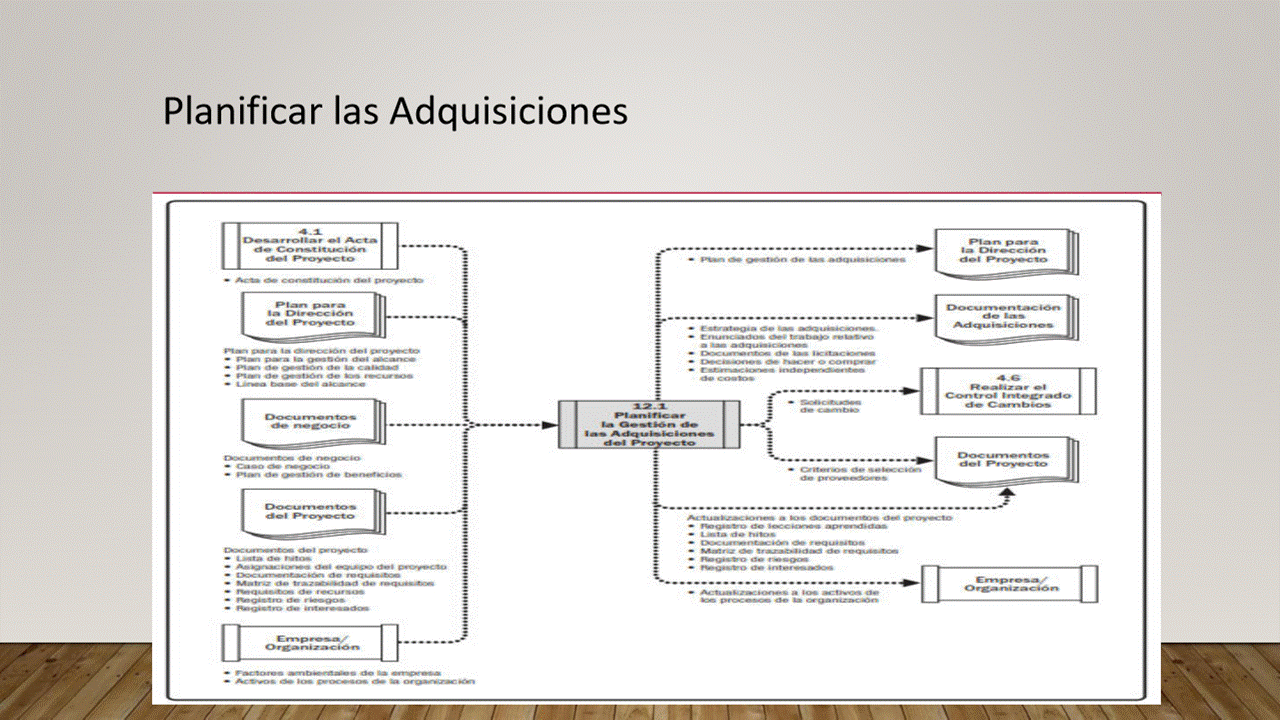 Planificar las Adquisiciones
4.1
Desarrollar el Acta
de Constitución
del Proyecto
• Acta de constitución del proyecto
Plan para
la Dirección
del Proyecto
Plan para la dirección del proyecto
• Plan para la gestión del alcance
• Plan de gestión de la calidad
• Plan de gestión de los recursos
• Línea base del alcance
Documentos
de negocio
Documentos de negocio
• Caso de negocio
• Plan de gestión de beneficios
Documentos
del Proyecto
Documentos del proyecto
• Lista de hitos
• Asignaciones del equipo del proyecto
• Documentación de requisitos
• Matriz de trazabilidad de requisitos
• Requisitos de recursos
• Registro de riesgos
• Registro de interesados
Empresa/
Organización
• Factores ambientales de la empresa
• Activos de los procesos de la organización
12.1
Planificar
la Gestión de
las Adquisiciones
del Proyecto
• Plan de gestión de las adquisiciones
Plan para
la Dirección
del Proyecto
• Estrategia de las adquisiciones.
• Enunciados del trabajo relativo
a las adquisiciones
• Documentos de las licitaciones
• Decisiones de hacer o comprar
• Estimaciones independientes
de costos
Documentación
de las
Adquisiciones
• Solicitudes
de cambio
4.6
Realizar el
Control Integrado
de Cambios
• Criterios de selección
de proveedores
Documentos
del Proyecto
Actualizaciones a los documentos del proyecto
• Registro de lecciones aprendidas
• Lista de hitos
• Documentación de requisitos
• Matriz de trazabilidad de requisitos
• Registro de riesgos
• Registro de interesados
• Actualizaciones a los activos de
los procesos de la organización
Empresa/
Organización